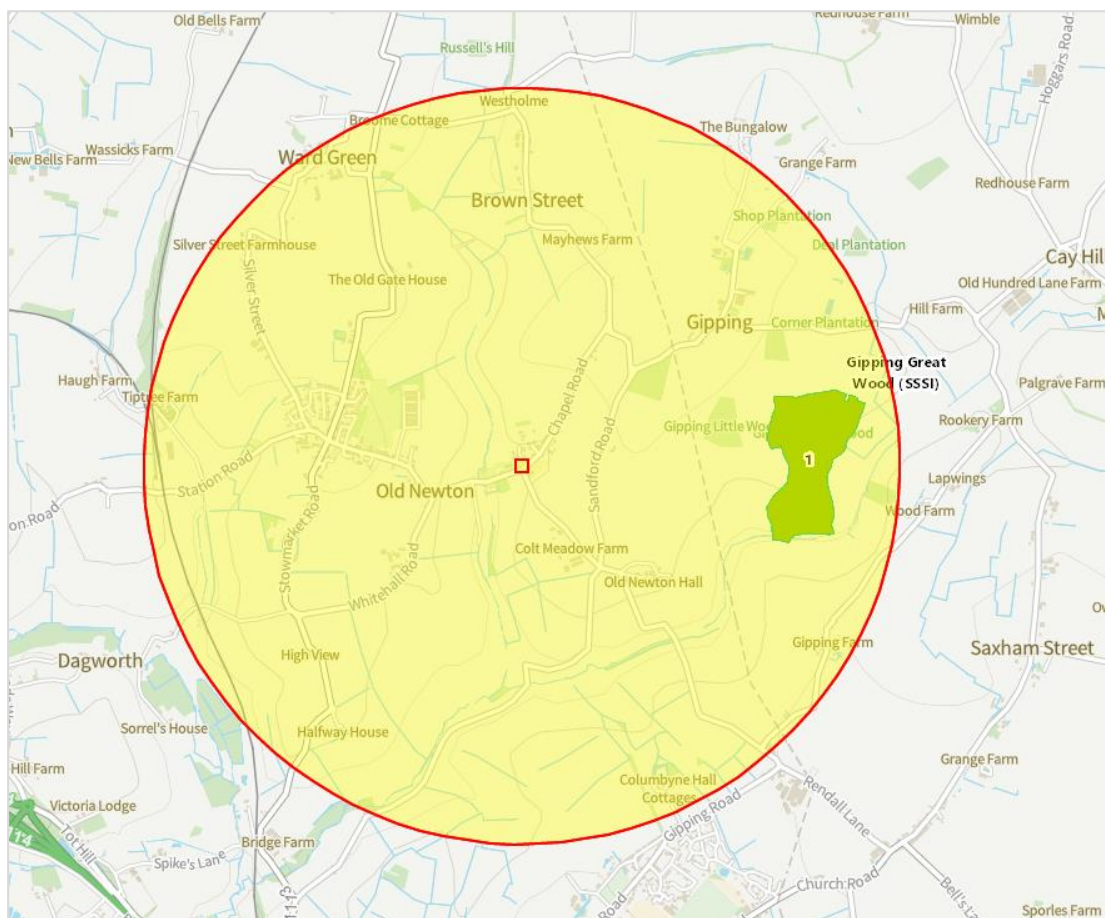 Old Bells Farm
Redhouse Farm
Wimble
Russell's Hill
Hoggars Road
Westholme
Broome Cottage
The Bungalow
Wassicks Farm
New Bells Farm
Ward Green
Grange Farm
Redhouse Farm
Brown Street
Shop Plantation
Silver Street Farmhouse
Mayhews Farm
Deal Plantation
Cay Hil
The Old Gate House
Old Hundred Lane Farm
Silver Street
Hill Farm
Gipping
Corner Plantation
Gipping Great
Wood (SSSI)
Haugh Farm
Tiptree Farm
Palgrave Farm
Chapel Road
Rookery Farm
Gipping Little Woo
Sandford Road
1
Station Road
Lapwings
Old Newton
on Road
Wood Farm
Stowmarket Road
Colt Meadow Farm
Whitehall Road
Old Newton Hall
Gipping Farm
High View
Saxham Street
Dagworth
Sorrel's House
Halfway House
Grange Farm
Hill Farm
Columbyne Hall
Cottages
Victoria Lodge
Rendall Lane
Gipping Road
14
Tot Hill
Bridge Farm
Spike's Lane
Church Road
Bell's La
A1113
Road
Sporles Farm